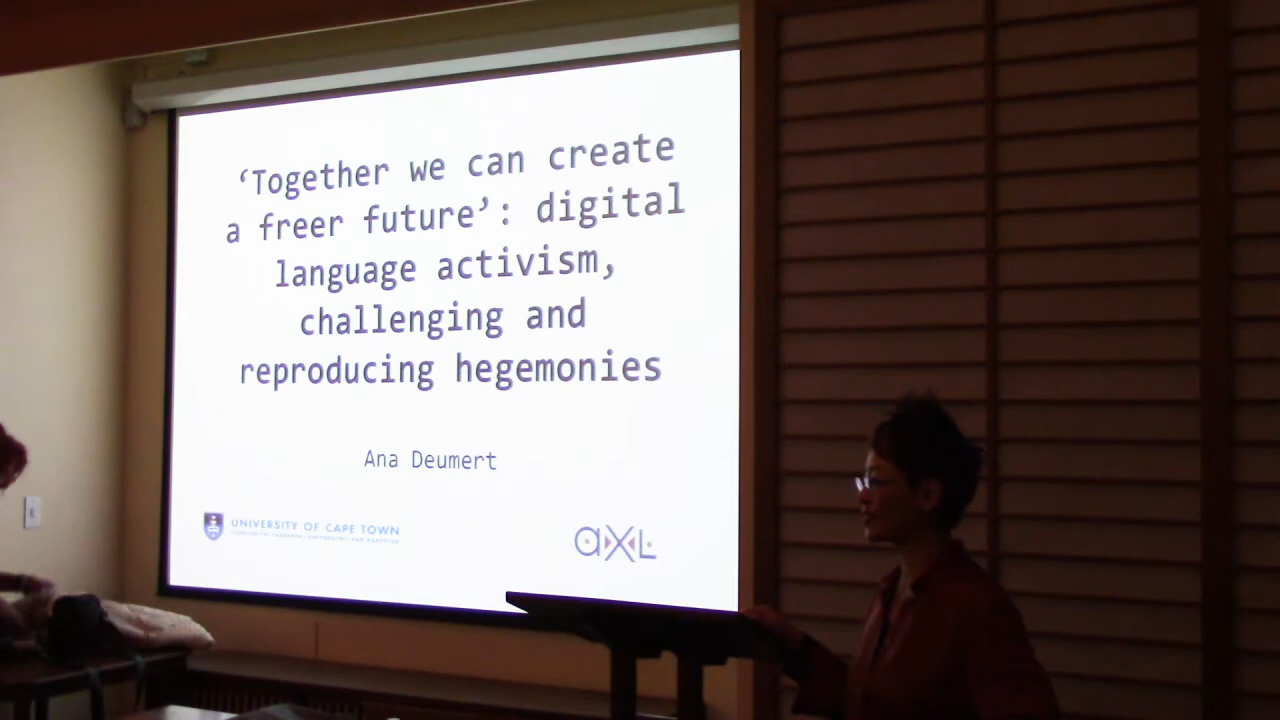 ‘Together we can create
a freer future’: digital
language activism,
challenging and
reproducing hegemonies
Ana Deumert
UNIVERSITY OF CAPE TOWN
aXL